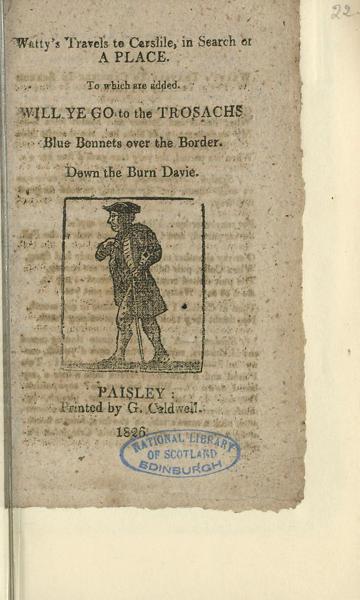 22
Watty's Travels to Carslile, in Search of
A PLACE.
To which are added.
WILL YE GO to the TROSACHS
Blue Bonnets over the Border.
Down the Burn Davie.
PAISLEY:
Printed by G. Caldwell.
1826
NATIONAL LIBRARY
OF SCOTLAND
EDINBURGH